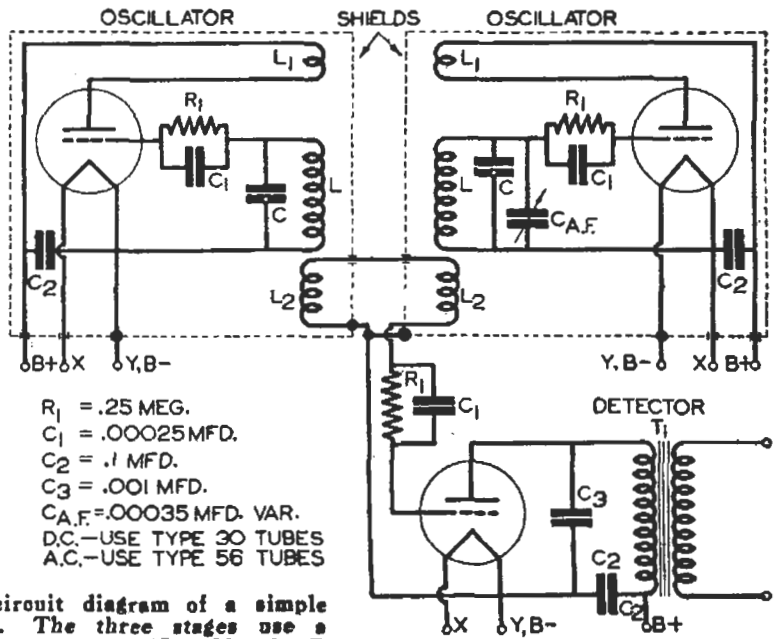 OSCILLATOR SHIELDS OSCILLATOR
L1 L1
R1 R1
C1 C L L C C1
CA.F.
C2 L2 L2 C2
B+ X Y,B- Y,B- X B+
R1 C1
R1 = .25 MEG.
C1 = .00025 MFD.
C2 = .1 MFD.
C3 = .001 MFD.
CA.F.=.00035 MFD. VAR.
D.C.-USE TYPE 30 TUBES
A.C.-USE TYPE 56 TUBES
DETECTOR
T1
C3
C2
C2
X Y,B- B+
circuit diagram of a simple
. The three stages use a